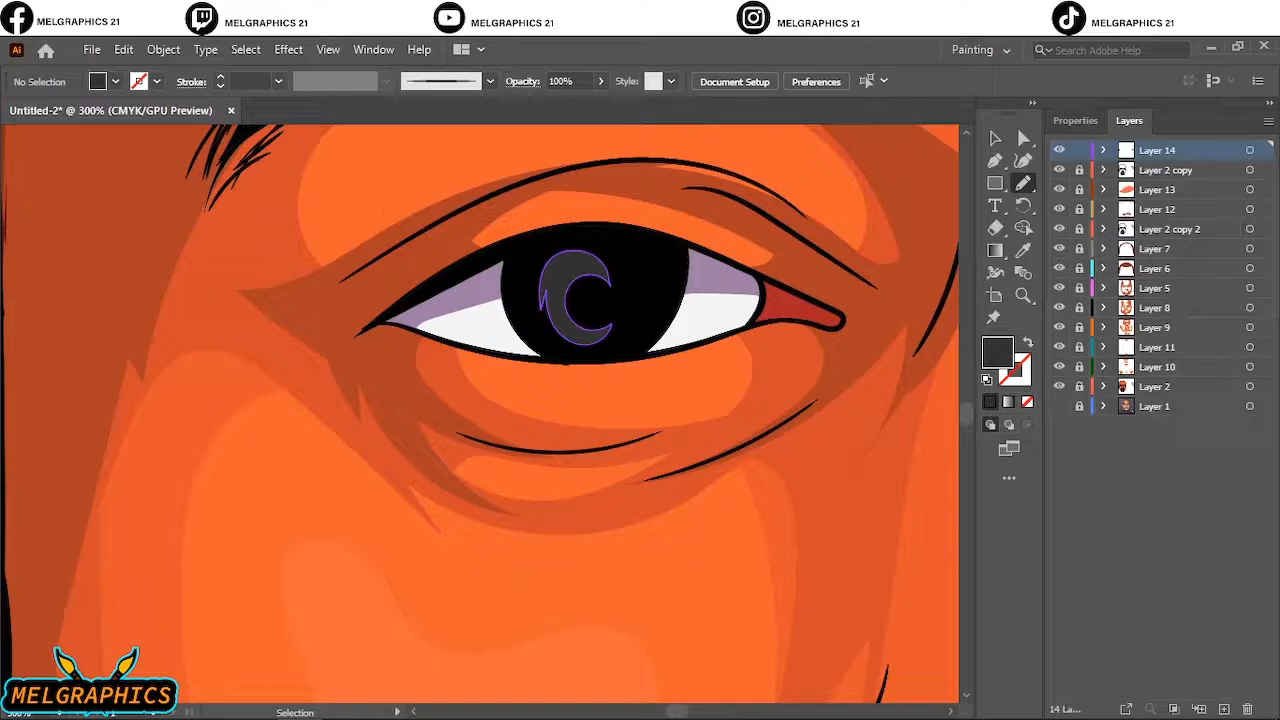 MELGRAPHICS 21
MELGRAPHICS 21
MELGRAPHICS 21
MELGRAPHICS 21
MELGRAPHICS 21
Ai File Edit Object Type Select Effect View Window Help Painting Search Adobe Help
No Selection Stroke: Opacity: 100% Style: Document Setup Preferences
Untitled-2* @ 300% (CMYK/GPU Preview)
Properties Layers
Layer 14
Layer 2 copy
Layer 13
Layer 12
Layer 2 copy 2
Layer 7
Layer 6
Layer 5
Layer 8
Layer 9
Layer 11
Layer 10
Layer 2
Layer 1
MELGRAPHICS
Selection
14 La...